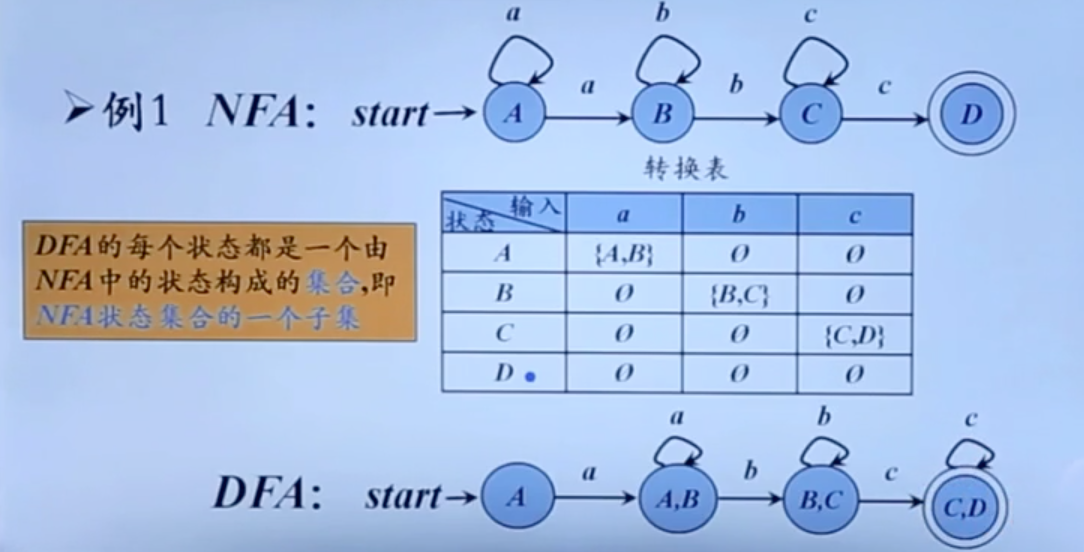 a b c
➢例1 NFA: start A a B b C c D
转换表
输入 状态 a b c
A {A,B} Ø Ø
B Ø {B,C} Ø
C Ø Ø {C,D}
D Ø Ø Ø
DFA的每个状态都是一个由
NFA中的状态构成的集合,即
NFA状态集合的一个子集
a b c
DFA: start A a A,B b B,C c C,D